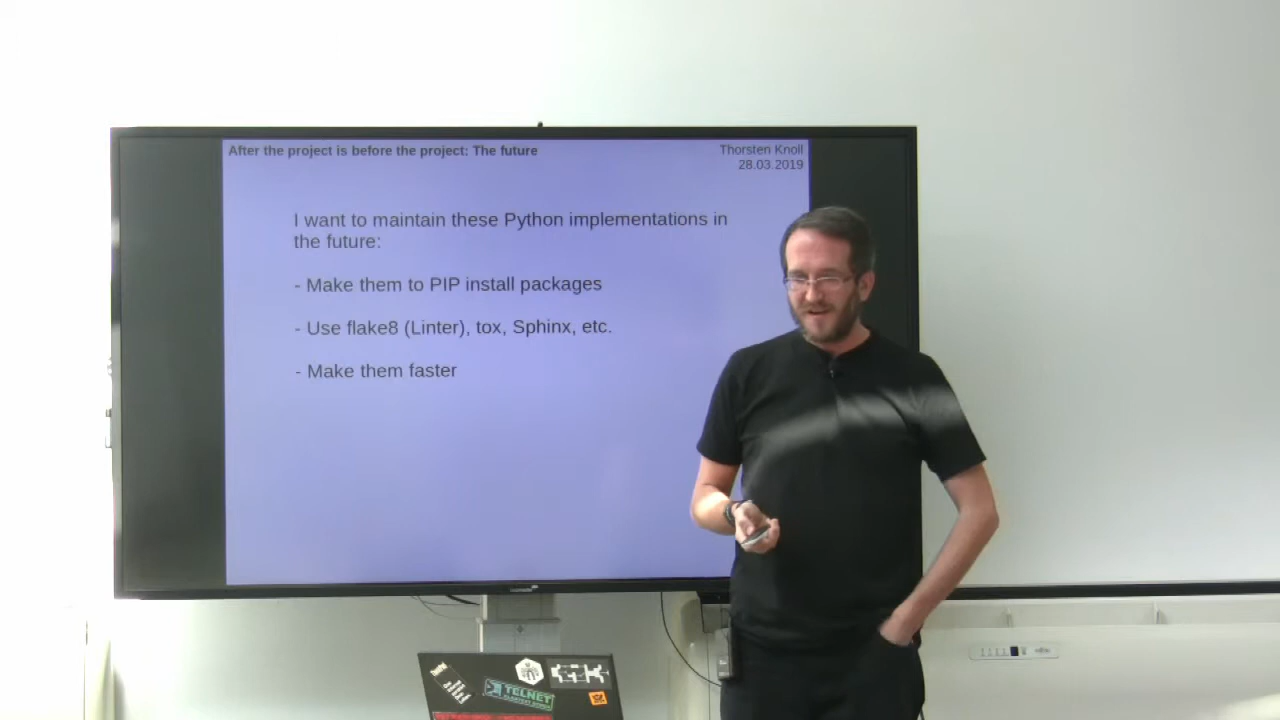 After the project is before the project: The future
Thorsten Knoll
28.03.2019
I want to maintain these Python implementations in
the future:
- Make them to PIP install packages
- Use flake8 (Linter), tox, Sphinx, etc.
- Make them faster
TELNET